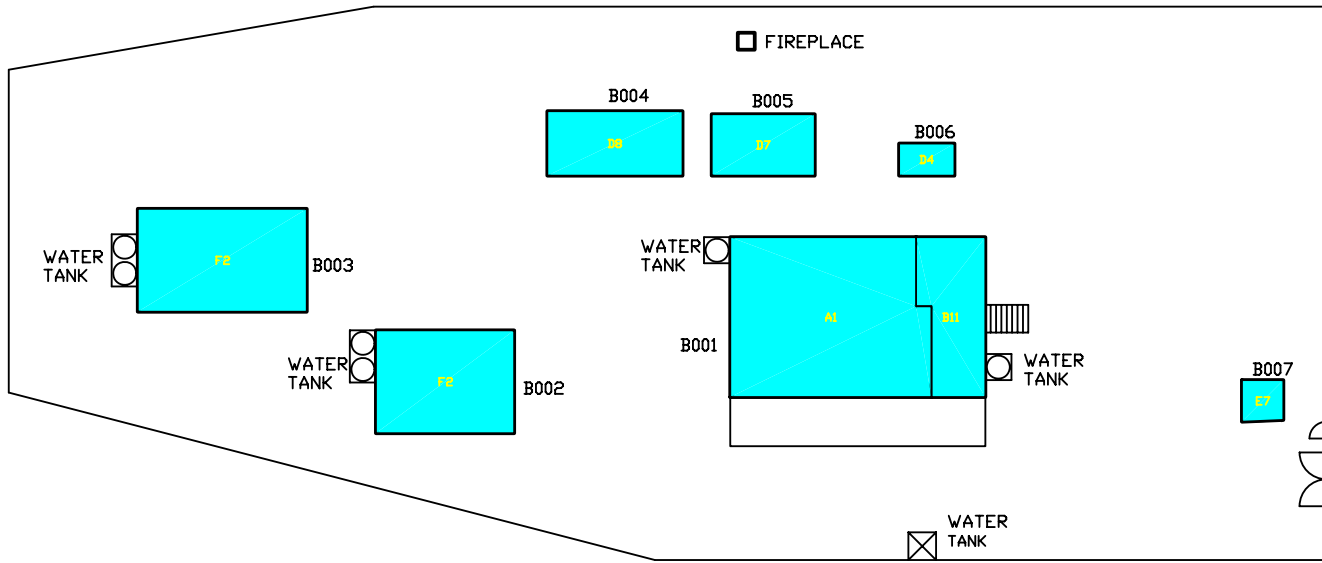 FIREPLACE
B004
B005
B006
D8
D7
D4
WATER
TANK
F2
B003
WATER
TANK
A1
B11
B001
WATER
TANK
WATER
TANK
F2
B002
B007
E7
WATER
TANK